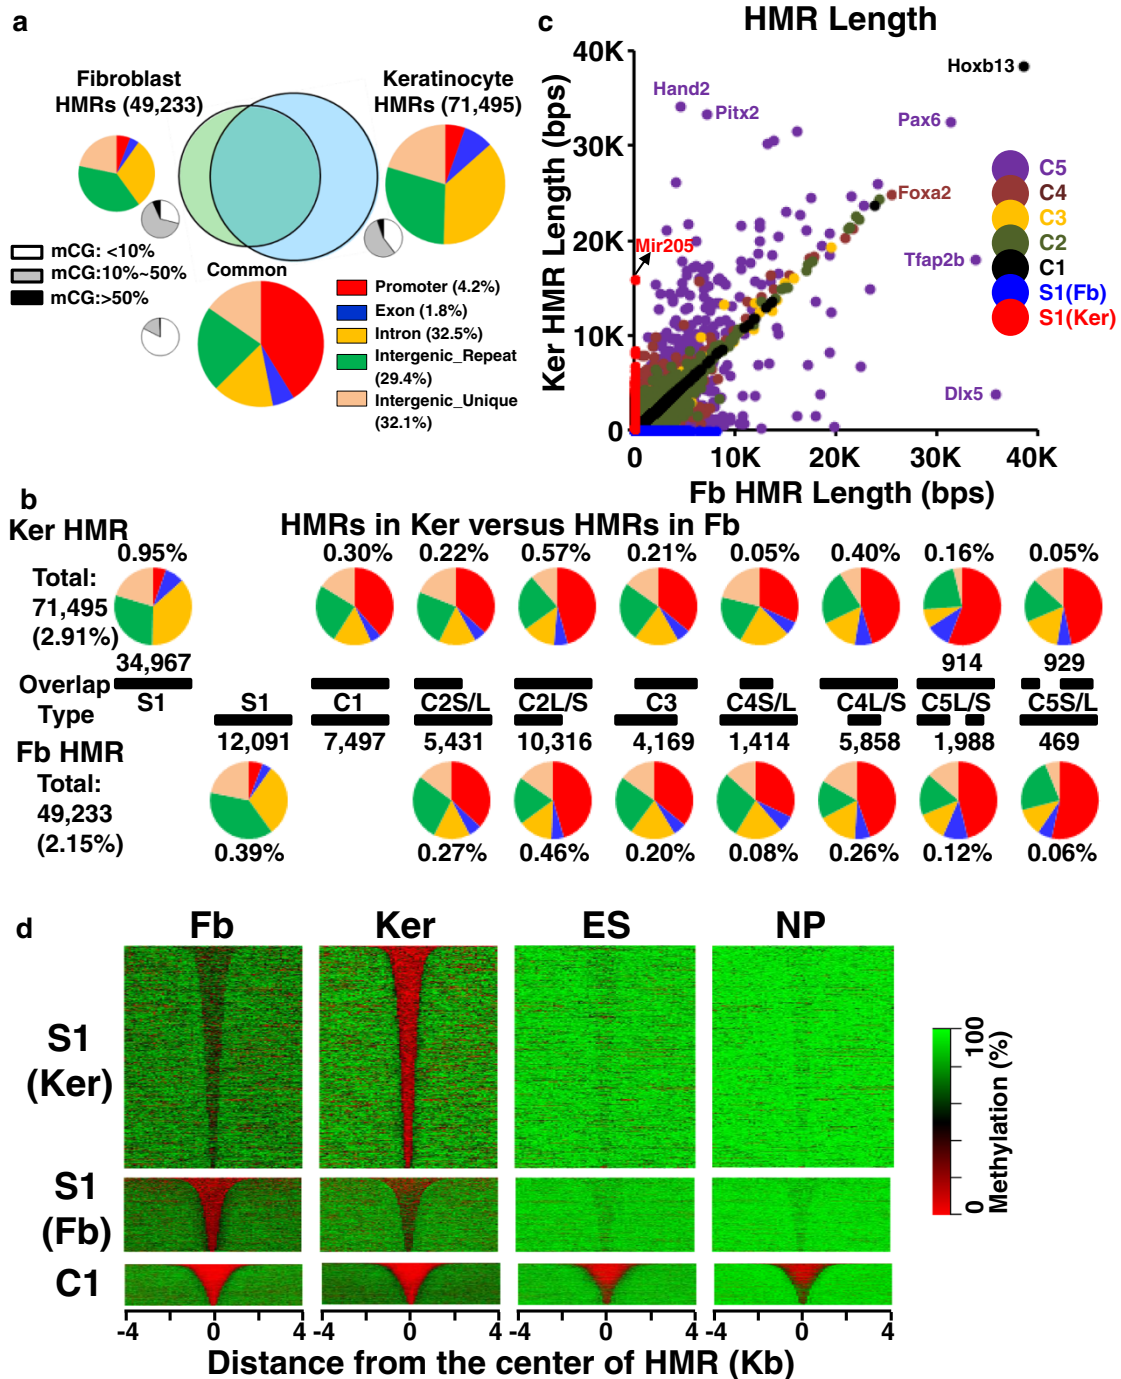 a
Fibroblast
HMRs (49,233)
Keratinocyte
HMRs (71,495)
mCG: <10%
mCG:10%~50%
mCG:>50%
Common
Promoter (4.2%)
Exon (1.8%)
Intron (32.5%)
Intergenic_Repeat
(29.4%)
Intergenic_Unique
(32.1%)
c
HMR Length
Ker HMR Length (bps)
40K
30K
20K
10K
0
Hand2
Pitx2
Hoxb13
Pax6
Foxa2
Mir205
Tfap2b
Dlx5
C5
C4
C3
C2
C1
S1(Fb)
S1(Ker)
0 10K 20K 30K 40K
Fb HMR Length (bps)
b
Ker HMR
HMRs in Ker versus HMRs in Fb
0.95% 0.30% 0.22% 0.57% 0.21% 0.05% 0.40% 0.16% 0.05%
Total:
71,495
(2.91%)
34,967 914 929
Overlap
Type
S1 S1 C1 C2S/L C2L/S C3 C4S/L C4L/S C5L/S C5S/L
12,091 7,497 5,431 10,316 4,169 1,414 5,858 1,988 469
Fb HMR
Total:
49,233
(2.15%)
0.39% 0.27% 0.46% 0.20% 0.08% 0.26% 0.12% 0.06%
d
Fb Ker ES NP
S1
(Ker)
S1
(Fb)
C1
0 100
Methylation (%)
-4 0 4 -4 0 4 -4 0 4 -4 0 4
Distance from the center of HMR (Kb)